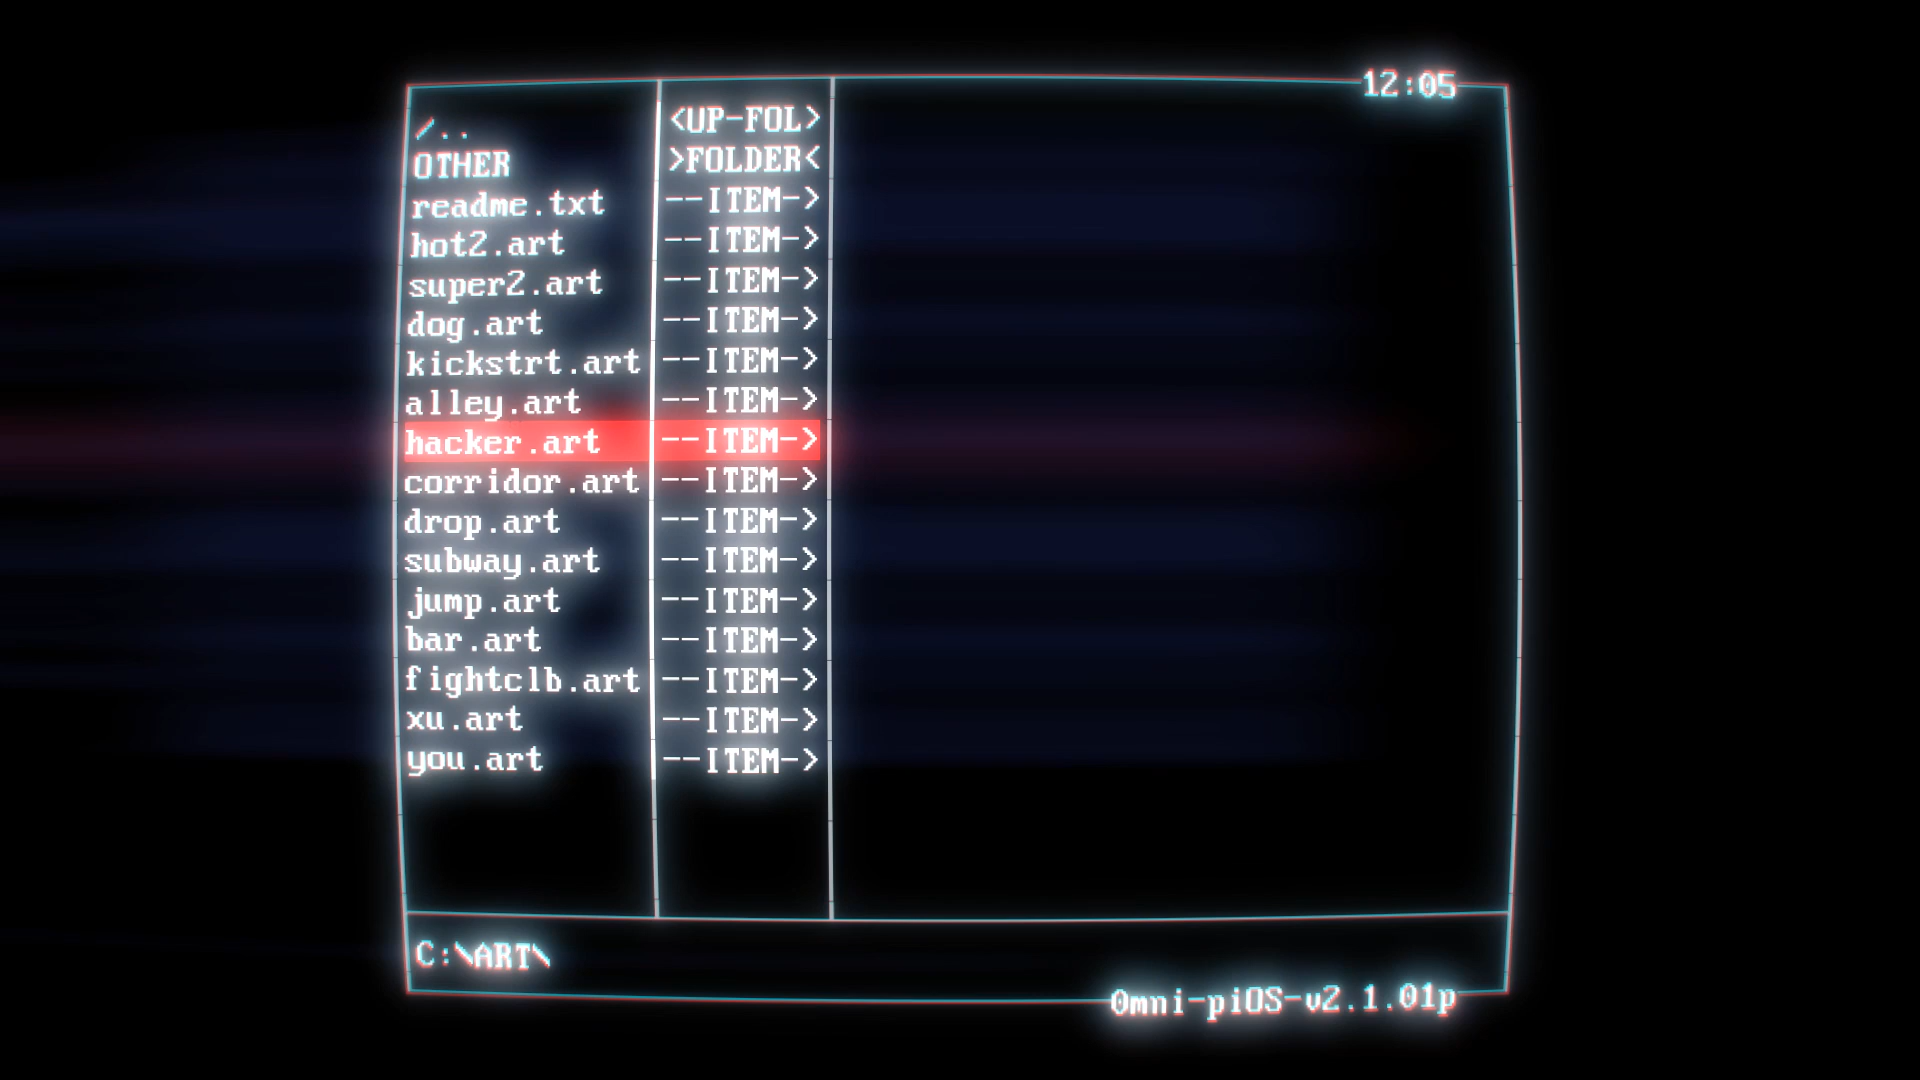 12:05
/.. <UP-FOL>
OTHER >FOLDER<
readme.txt --ITEM->
hot2.art --ITEM->
super2.art --ITEM->
dog.art --ITEM->
kickstrt.art --ITEM->
alley.art --ITEM->
hacker.art --ITEM->
corridor.art --ITEM->
drop.art --ITEM->
subway.art --ITEM->
jump.art --ITEM->
bar.art --ITEM->
fightclb.art --ITEM->
xu.art --ITEM->
you.art --ITEM->
C:\ART\
0mni-piOS-v2.1.01p